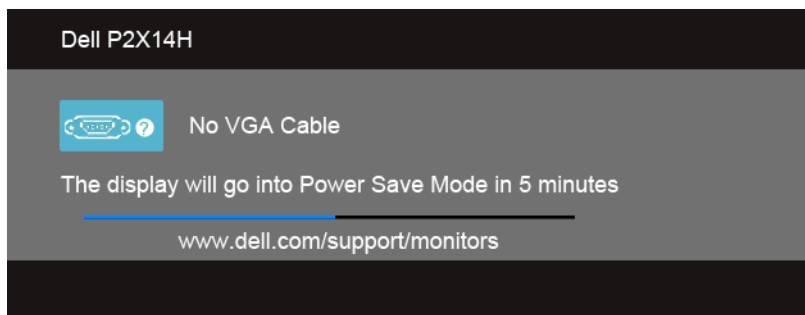 Dell P2X14H
No VGA Cable
The display will go into Power Save Mode in 5 minutes
www.dell.com/support/monitors